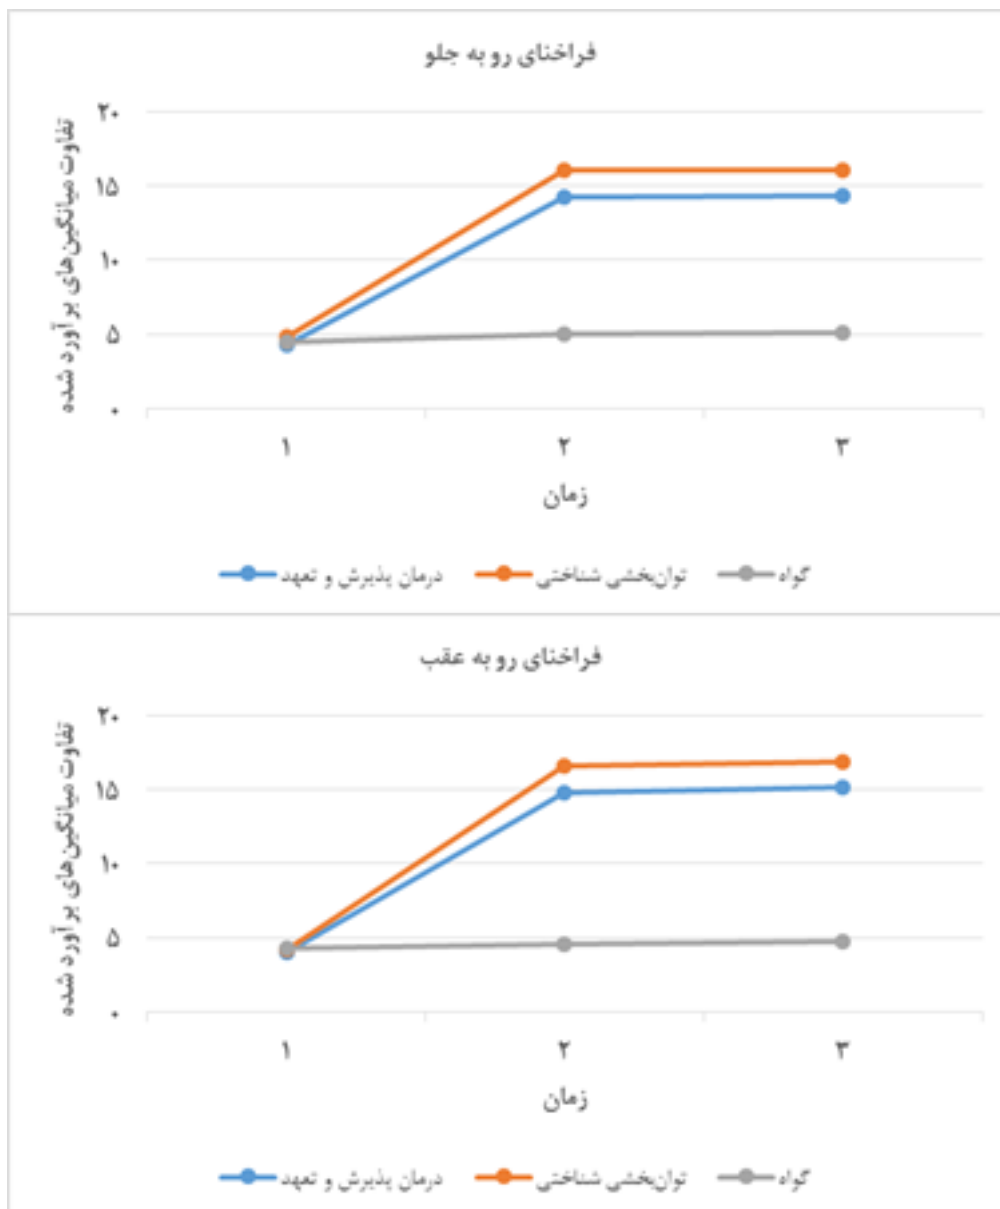 فراخنای رو به جلو
تفاوت میانگین‌های برآورد شده
۲۰
۱۵
۱۰
۵
۰
۱ ۲ ۳
زمان
درمان پذیرش و تعهد توان‌بخشی شناختی گواه
فراخنای رو به عقب
تفاوت میانگین‌های برآورد شده
۲۰
۱۵
۱۰
۵
۰
۱ ۲ ۳
زمان
درمان پذیرش و تعهد توان‌بخشی شناختی گواه